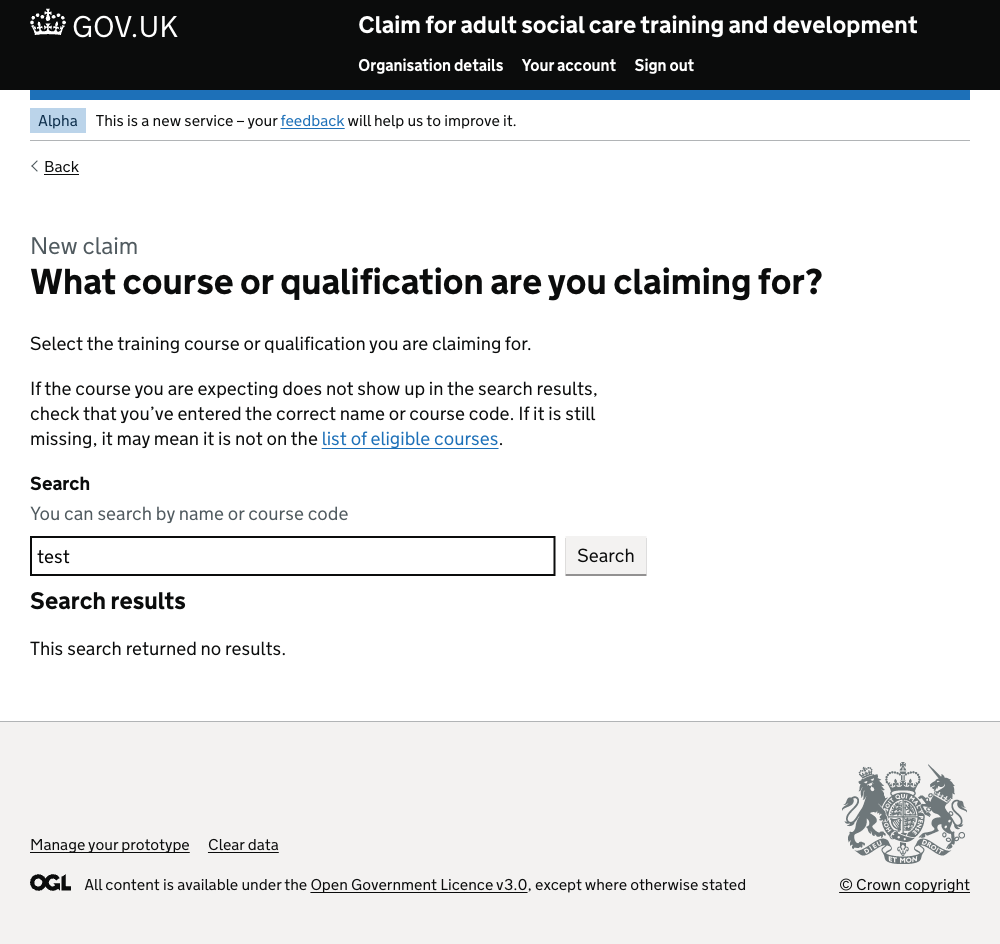 GOV.UK
Claim for adult social care training and development
Organisation details Your account Sign out
Alpha This is a new service – your feedback will help us to improve it.
Back
New claim
What course or qualification are you claiming for?
Select the training course or qualification you are claiming for.
If the course you are expecting does not show up in the search results,
check that you’ve entered the correct name or course code. If it is still
missing, it may mean it is not on the list of eligible courses.
Search
You can search by name or course code
test
Search
Search results
This search returned no results.
Manage your prototype Clear data
OGL All content is available under the Open Government Licence v3.0, except where otherwise stated
DIEU ET MON DROIT
© Crown copyright